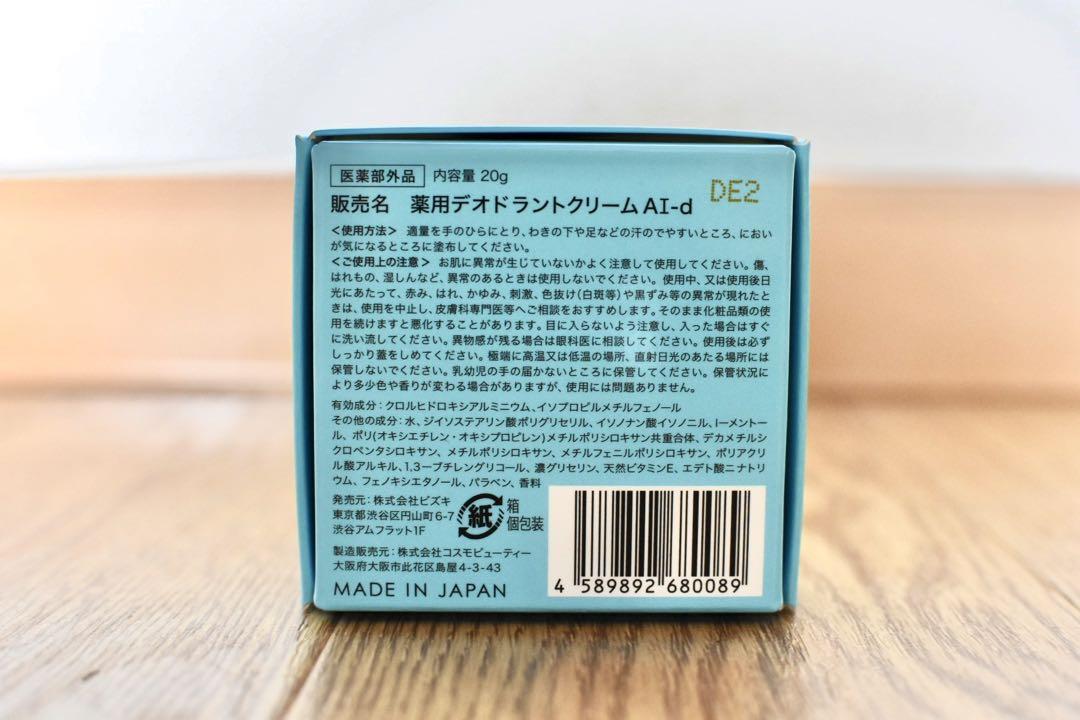 医薬部外品 内容量 20g
販売名 薬用デオドラントクリームAI-d
DE2
＜使用方法＞ 適量を手のひらにとり、わきの下や足などの汗のでやすいところ、におい
が気になるところに塗布してください。
＜ご使用上の注意＞ お肌に異常が生じていないかよく注意して使用してください。傷、
はれもの、湿しんなど、異常のあるときは使用しないでください。使用中、又は使用後日
光にあたって、赤み、はれ、かゆみ、刺激、色抜け(白斑等)や黒ずみ等の異常が現れたと
きは、使用を中止し、皮膚科専門医等へご相談をおすすめします。そのまま化粧品類の使
用を続けますと悪化することがあります。目に入らないよう注意し、入った場合はすぐ
に洗い流してください。異物感が残る場合は眼科医に相談してください。使用後は必ず
しっかり蓋をしめてください。極端に高温又は低温の場所、直射日光のあたる場所には
保管しないでください。乳幼児の手の届かないところに保管してください。保管状況に
より多少色や香りが変わる場合がありますが、使用には問題ありません。
有効成分：クロルヒドロキシアルミニウム、イソプロピルメチルフェノール
その他の成分：水、ジイソステアリン酸ポリグリセリル、イソノナン酸イソノニル、l-メントー
ル、ポリ(オキシエチレン・オキシプロピレン)メチルポリシロキサン共重合体、デカメチルシ
クロペンタシロキサン、メチルポリシロキサン、メチルフェニルポリシロキサン、ポリアクリ
ル酸アルキル、1,3-ブチレングリコール、濃グリセリン、天然ビタミンE、エデト酸二ナトリ
ウム、フェノキシエタノール、パラベン、香料
発売元：株式会社ビズキ
東京都渋谷区円山町6-7
渋谷アムフラット1F
紙
箱
個包装
製造販売元：株式会社コスモビューティー
大阪府大阪市此花区島屋4-3-43
MADE IN JAPAN
4 589892 680089